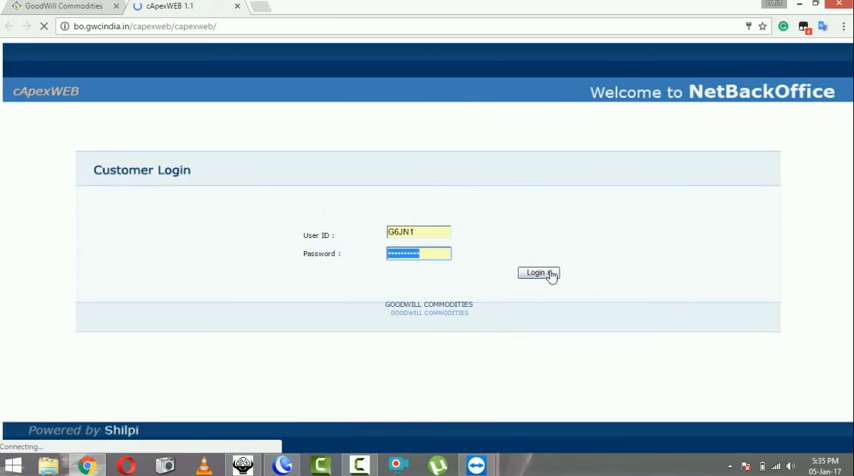 GoodWill Commodities
cApexWEB 1.1
bo.gwcindia.in/capexweb/capexweb/
cApexWEB
Welcome to NetBackOffice
Customer Login
User ID :
G6JN1
Password :
Login
GOODWILL COMMODITIES
GOODWILL COMMODITIES
Powered by Shilpi
Connecting...
5:35 PM
05-Jan-17